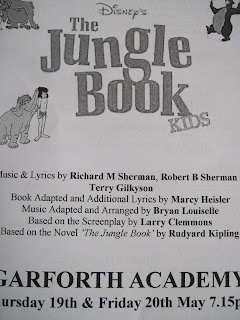 DISNEY'S
The
Jungle
Book
KIDS
Music & Lyrics by Richard M Sherman, Robert B Sherman
Terry Gilkyson
Book Adapted and Additional Lyrics by Marcy Heisler
Music Adapted and Arranged by Bryan Louiselle
Based on the Screenplay by Larry Clemmons
Based on the Novel 'The Jungle Book' by Rudyard Kipling
GARFORTH ACADEMY
Thursday 19th & Friday 20th May 7.15p